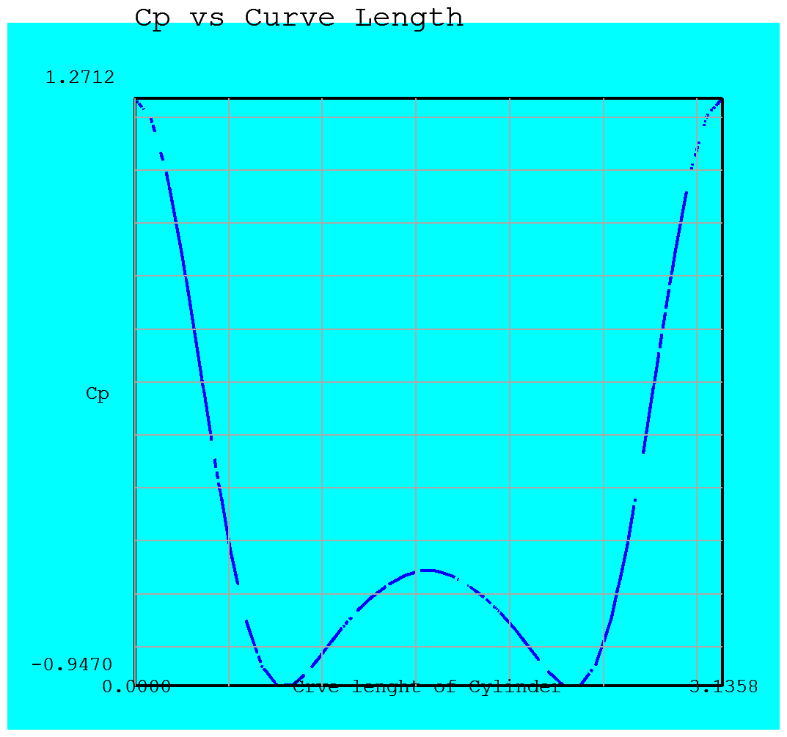 Cp vs Curve Length
1.2712
Cp
-0.9470
0.0000 Crve lenght of Cylinder 3.1358